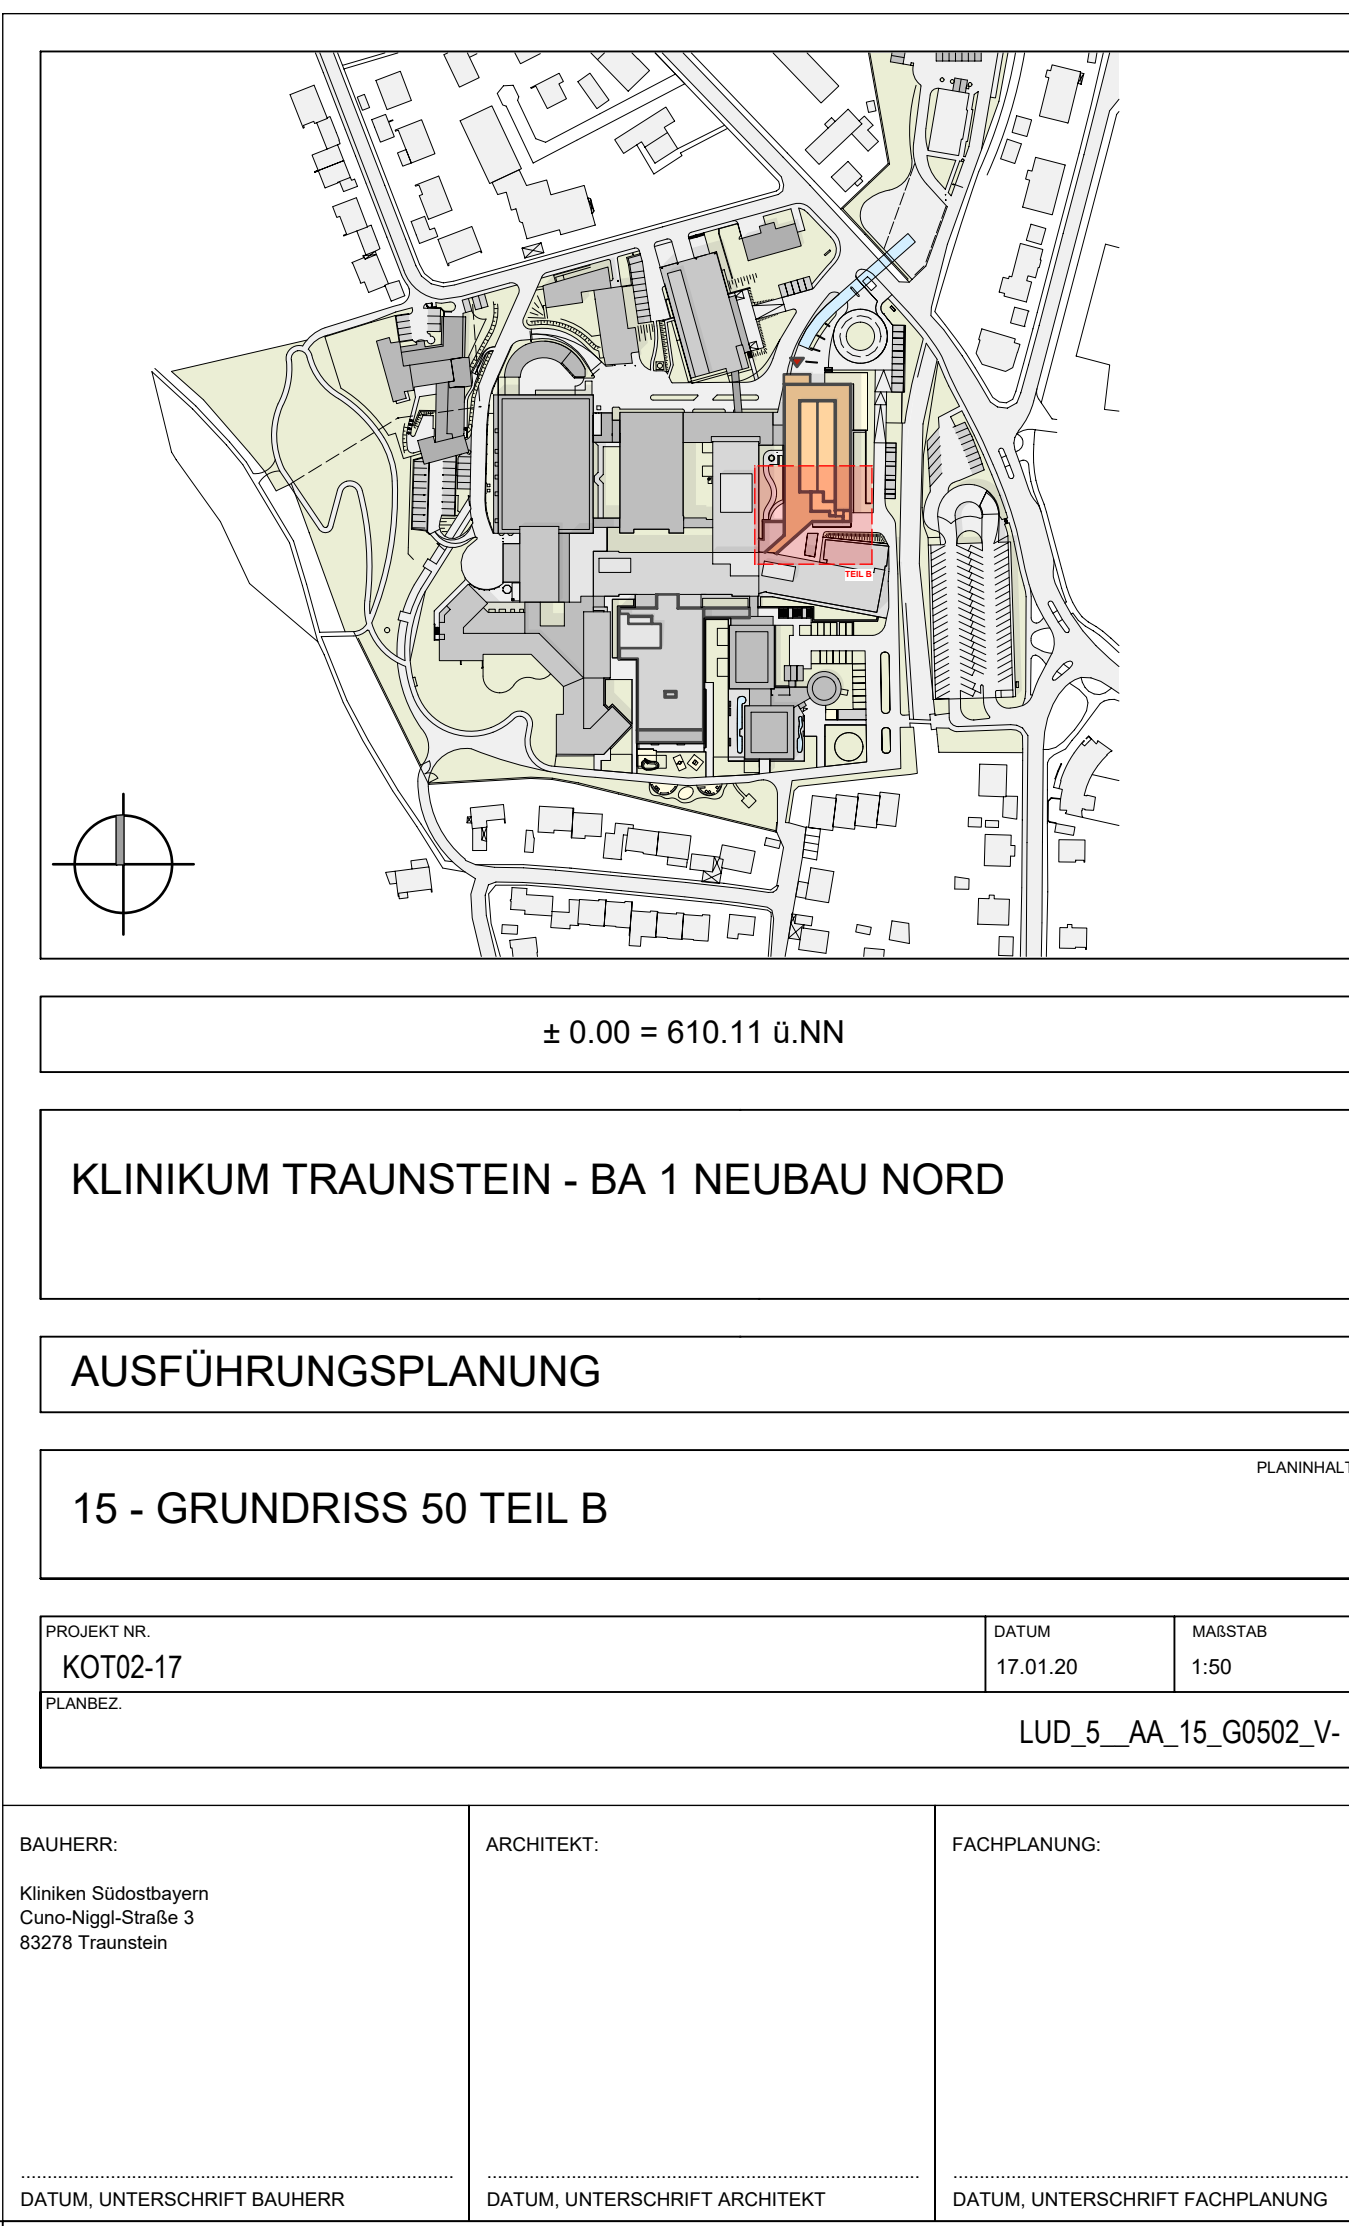 TEIL B
± 0.00 = 610.11 ü.NN
KLINIKUM TRAUNSTEIN - BA 1 NEUBAU NORD
AUSFÜHRUNGSPLANUNG
PLANINHALT
15 - GRUNDRISS 50 TEIL B
PROJEKT NR.
KOT02-17
DATUM
17.01.20
MAßSTAB
1:50
PLANBEZ.
LUD_5__AA_15_G0502_V-
BAUHERR:
Kliniken Südostbayern
Cuno-Niggl-Straße 3
83278 Traunstein
DATUM, UNTERSCHRIFT BAUHERR
ARCHITEKT:
DATUM, UNTERSCHRIFT ARCHITEKT
FACHPLANUNG:
DATUM, UNTERSCHRIFT FACHPLANUNG